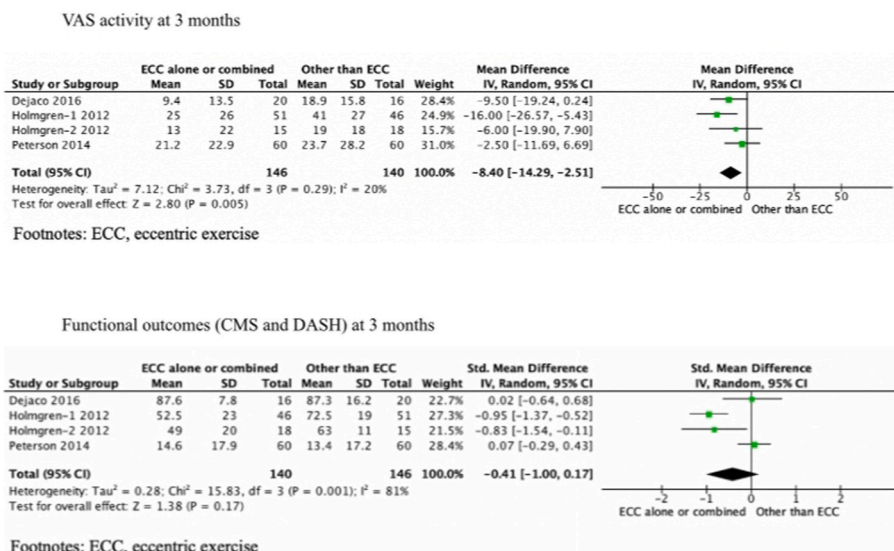 VAS activity at 3 months
ECC alone or combined Other than ECC Mean Difference Mean Difference
Study or Subgroup Mean SD Total Mean SD Total Weight IV, Random, 95% CI IV, Random, 95% CI
Dejaco 2016 9.4 13.5 20 18.9 15.8 16 28.4% -9.50 [-19.24, 0.24]
Holmgren-1 2012 25 26 51 41 27 46 24.9% -16.00 [-26.57, -5.43]
Holmgren-2 2012 13 22 15 19 18 18 15.7% -6.00 [-19.90, 7.90]
Peterson 2014 21.2 22.9 60 23.7 28.2 60 31.0% -2.50 [-11.69, 6.69]
Total (95% CI) 146 140 100.0% -8.40 [-14.29, -2.51]
Heterogeneity: Tau² = 7.12; Chi² = 3.73, df = 3 (P = 0.29); I² = 20%
Test for overall effect: Z = 2.80 (P = 0.005)
-50 -25 0 25 50
ECC alone or combined Other than ECC
Footnotes: ECC, eccentric exercise
Functional outcomes (CMS and DASH) at 3 months
ECC alone or combined Other than ECC Std. Mean Difference Std. Mean Difference
Study or Subgroup Mean SD Total Mean SD Total Weight IV, Random, 95% CI IV, Random, 95% CI
Dejaco 2016 87.6 7.8 16 87.3 16.2 20 22.7% 0.02 [-0.64, 0.68]
Holmgren-1 2012 52.5 23 46 72.5 19 51 27.3% -0.95 [-1.37, -0.52]
Holmgren-2 2012 49 20 18 63 11 15 21.5% -0.83 [-1.54, -0.11]
Peterson 2014 14.6 17.9 60 13.4 17.2 60 28.4% 0.07 [-0.29, 0.43]
Total (95% CI) 140 146 100.0% -0.41 [-1.00, 0.17]
Heterogeneity: Tau² = 0.28; Chi² = 15.83, df = 3 (P = 0.001); I² = 81%
Test for overall effect: Z = 1.38 (P = 0.17)
-2 -1 0 1 2
ECC alone or combined Other than ECC
Footnotes: ECC, eccentric exercise